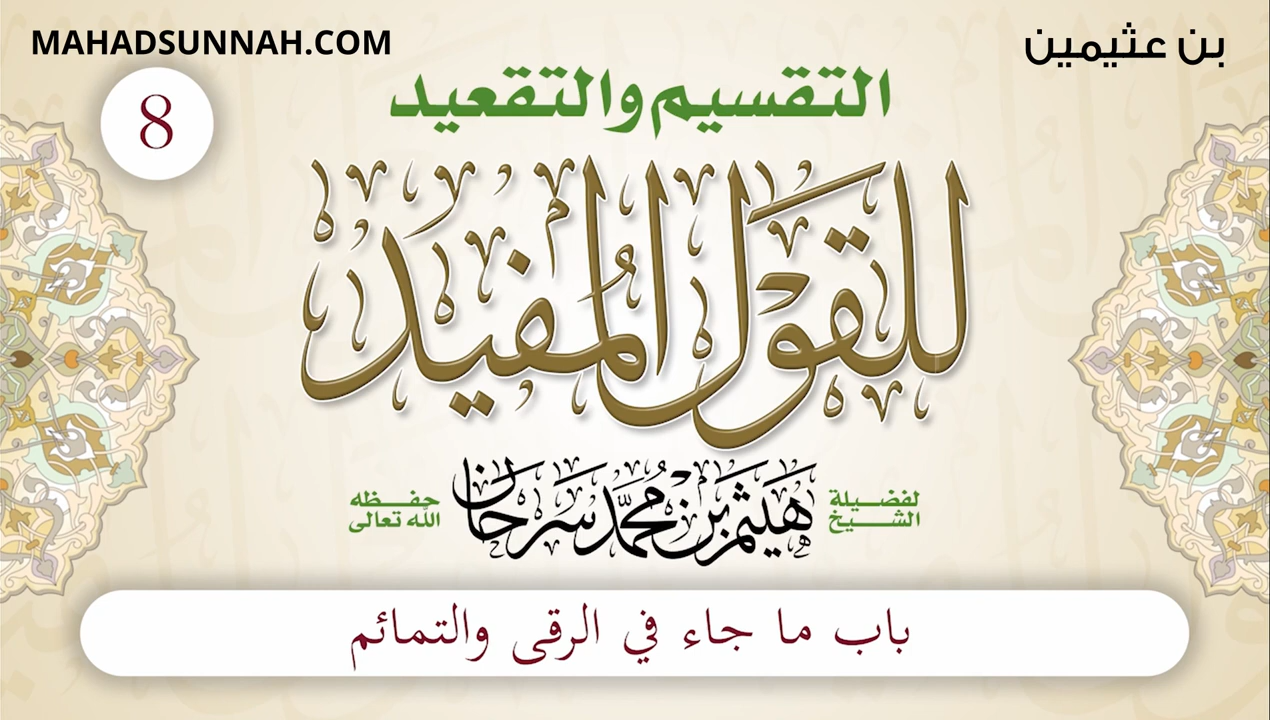 MAHADSUNNAH.COM
بن عثيمين
8
التقسيم والتقعيد
للقول المفيد
لفضيلة الشيخ
هيثم بن محمد سرحان
حفظه الله تعالى
باب ما جاء في الرقى والتمائم